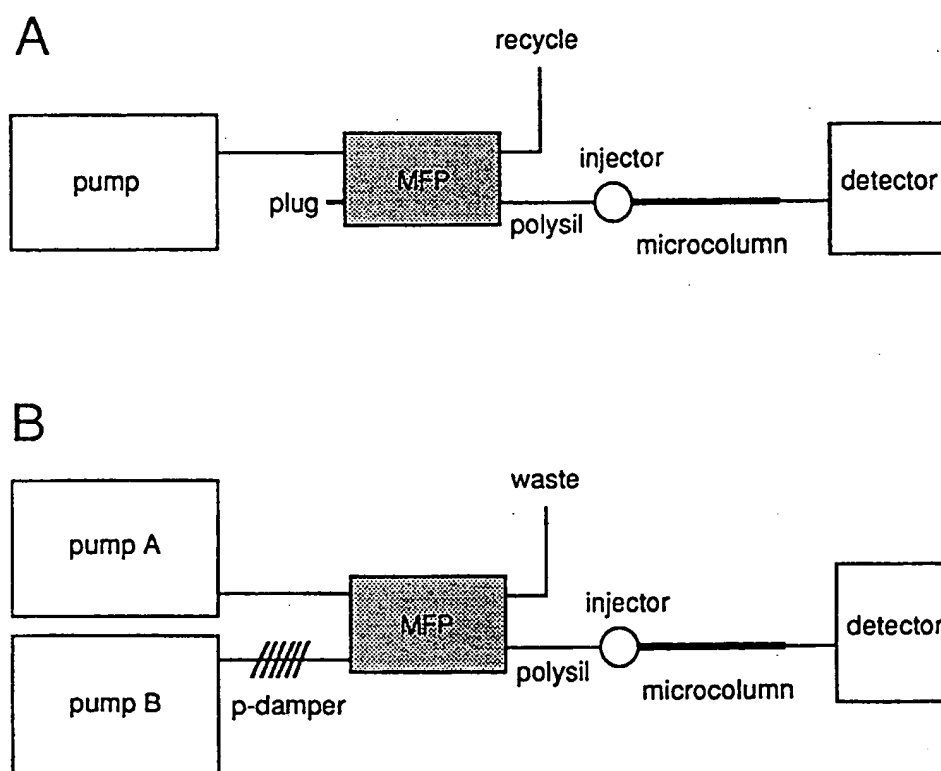 A
recycle
pump
MFP
injector
detector
plug
polysil
microcolumn
B
waste
pump A
MFP
injector
detector
polysil
pump B
p-damper
microcolumn